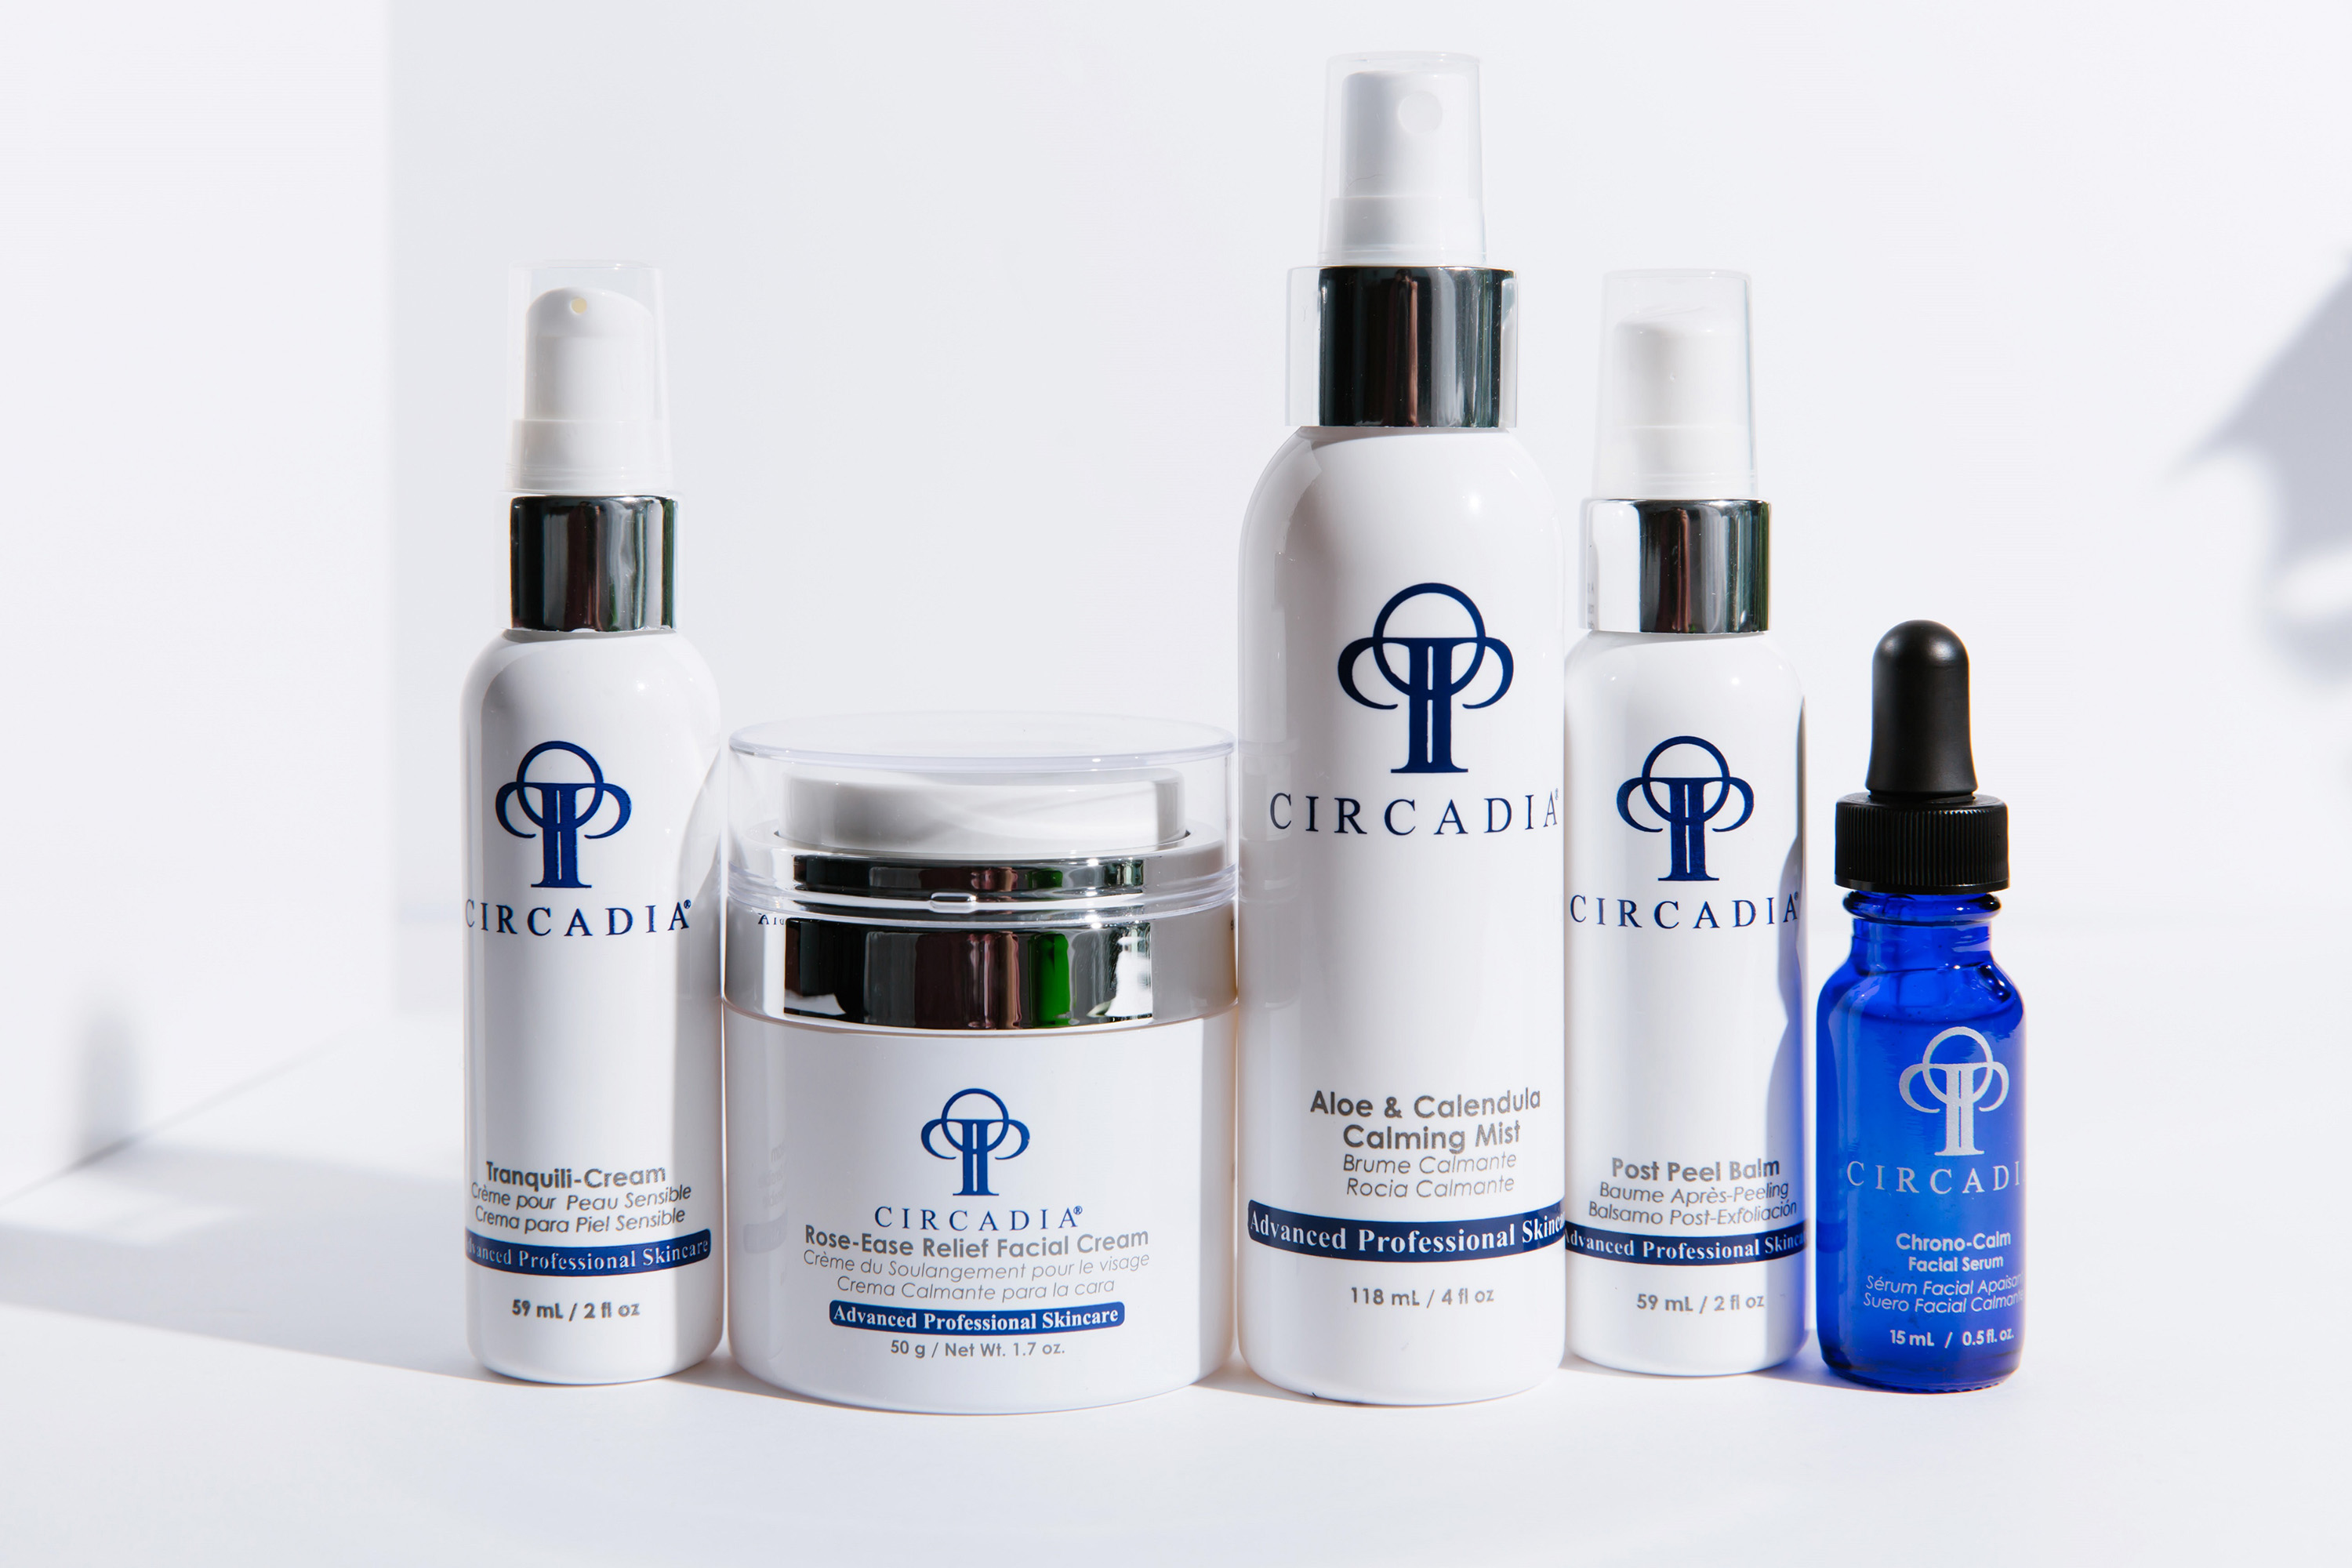 CIRCADIA®
Tranquili-Cream
Crème pour Peau Sensible
Crema para Piel Sensible
Advanced Professional Skincare
59 mL / 2 fl oz
CIRCADIA®
Rose-Ease Relief Facial Cream
Crème du Soulangement pour le visage
Crema Calmante para la cara
Advanced Professional Skincare
50 g / Net Wt. 1.7 oz.
CIRCADIA®
Aloe & Calendula
Calming Mist
Brume Calmante
Rocia Calmante
Advanced Professional Skincare
118 mL / 4 fl oz
CIRCADIA®
Post Peel Balm
Baume Après-Peeling
Balsamo Post-Exfoliación
Advanced Professional Skincare
59 mL / 2 fl oz
CIRCADI
Chrono-Calm
Facial Serum
Sérum Facial Apaisan
Suero Facial Calman
15 mL / 0.5 fl. oz.